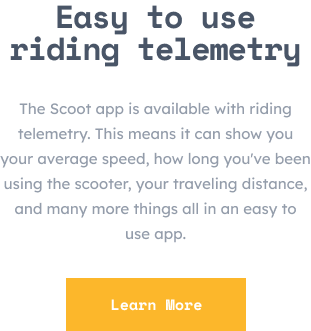 Easy to use
riding telemetry
The Scoot app is available with riding
telemetry. This means it can show you
your average speed, how long you've been
using the scooter, your traveling distance,
and many more things all in an easy to
use app.
Learn More